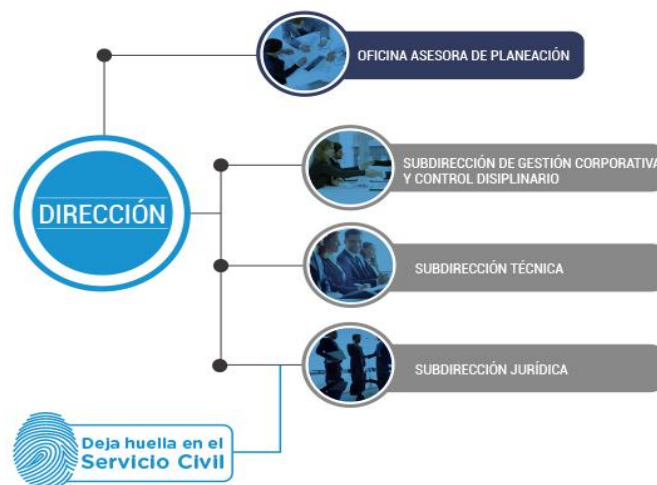 OFICINA ASESORA DE PLANEACIÓN
SUBDIRECCIÓN DE GESTIÓN CORPORATIVA
Y CONTROL DISIPLINARIO
DIRECCIÓN
SUBDIRECCIÓN TÉCNICA
SUBDIRECCIÓN JURÍDICA
Deja huella en el
Servicio Civil